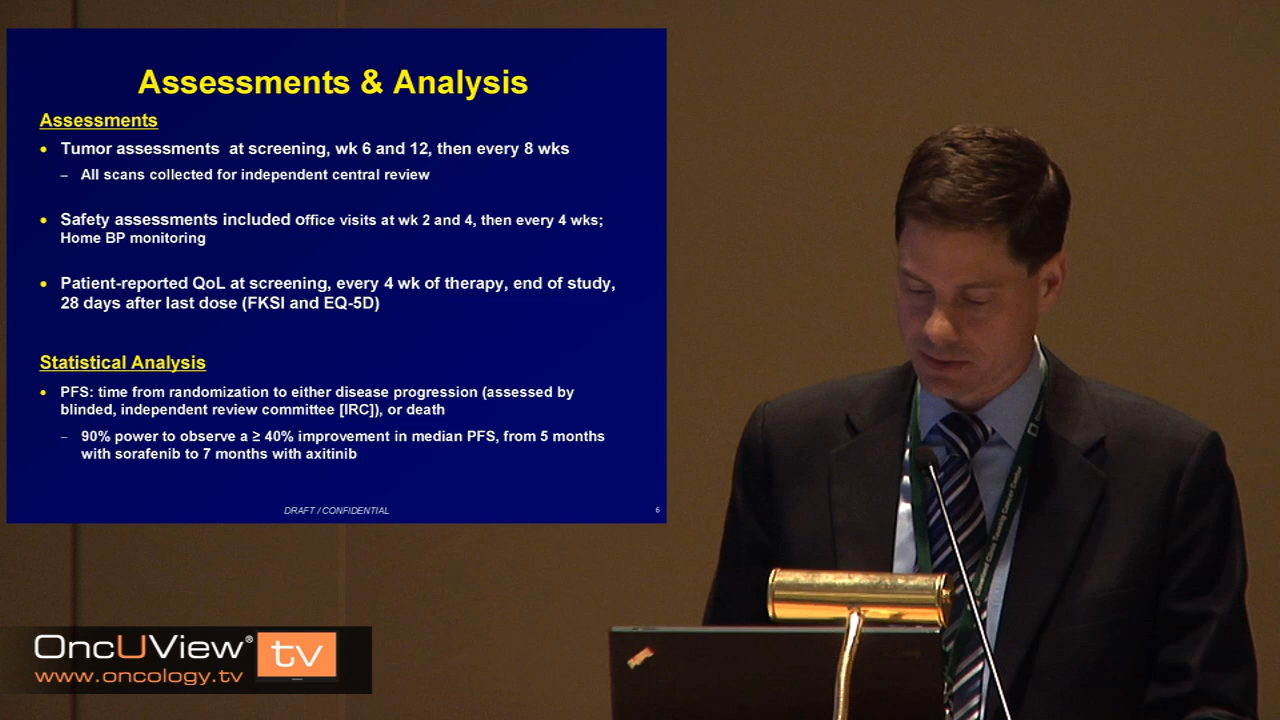 Assessments & Analysis
Assessments
• Tumor assessments at screening, wk 6 and 12, then every 8 wks
– All scans collected for independent central review
• Safety assessments included office visits at wk 2 and 4, then every 4 wks;
Home BP monitoring
• Patient-reported QoL at screening, every 4 wk of therapy, end of study,
28 days after last dose (FKSI and EQ-5D)
Statistical Analysis
• PFS: time from randomization to either disease progression (assessed by
blinded, independent review committee [IRC]), or death
– 90% power to observe a ≥ 40% improvement in median PFS, from 5 months
with sorafenib to 7 months with axitinib
DRAFT / CONFIDENTIAL
6
OncUView® tv
www.oncology.tv
Cleveland Clinic Taussig Cancer Center